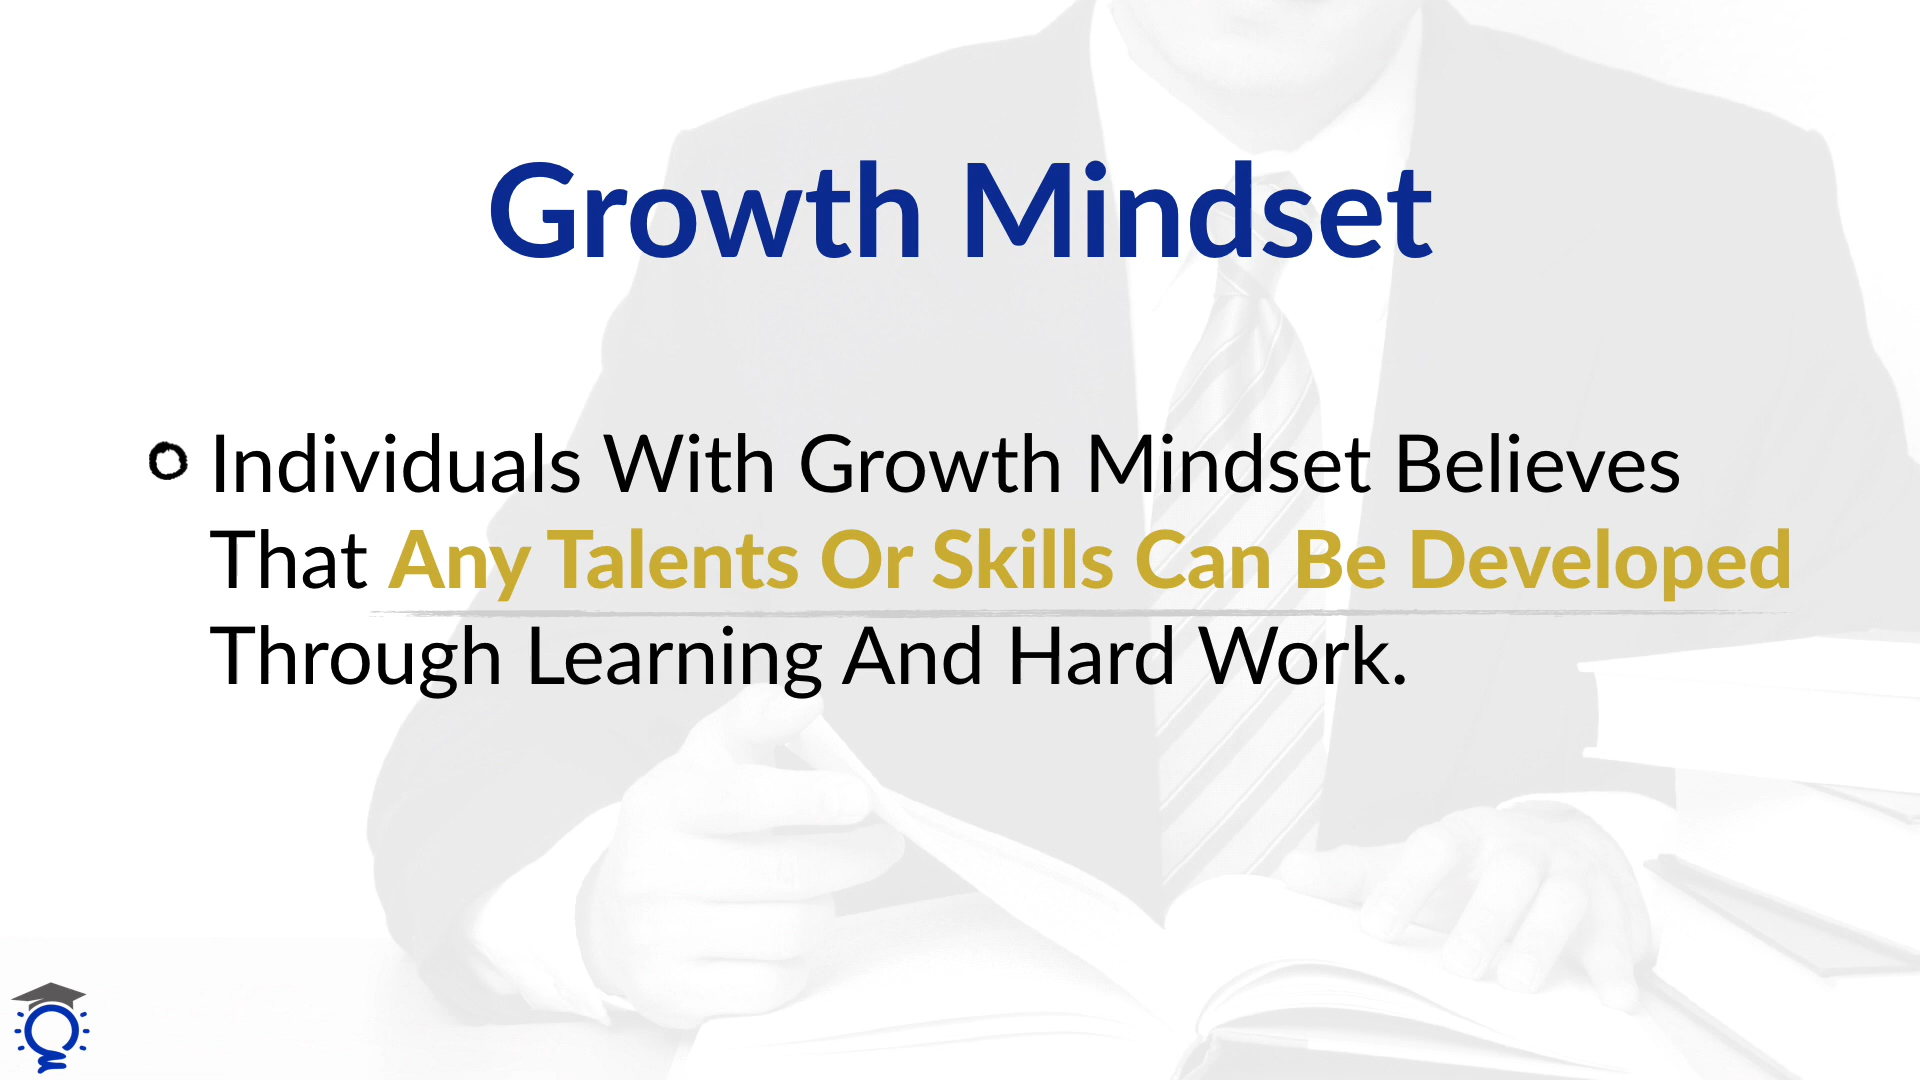 Growth Mindset
Individuals With Growth Mindset Believes
That Any Talents Or Skills Can Be Developed
Through Learning And Hard Work.